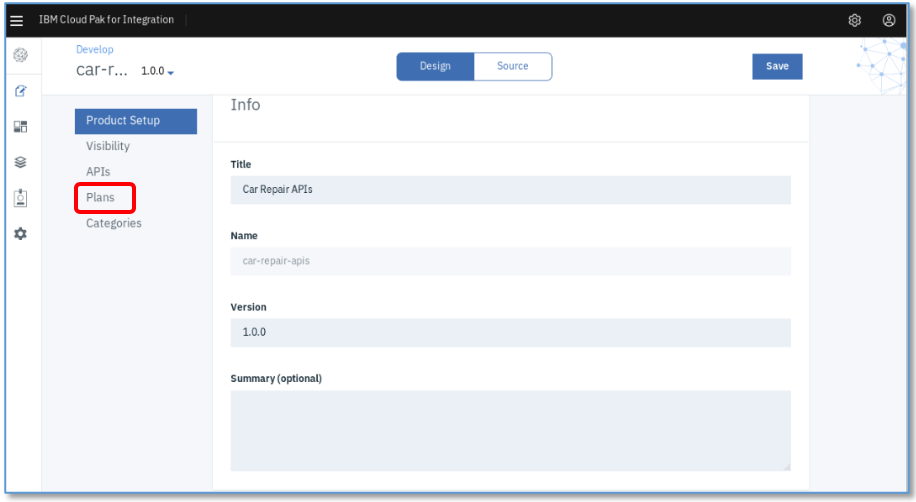 IBM Cloud Pak for Integration
Develop
car-r... 1.0.0
Design
Source
Save
Product Setup
Visibility
APIs
Plans
Categories
Info
Title
Car Repair APIs
Name
car-repair-apis
Version
1.0.0
Summary (optional)